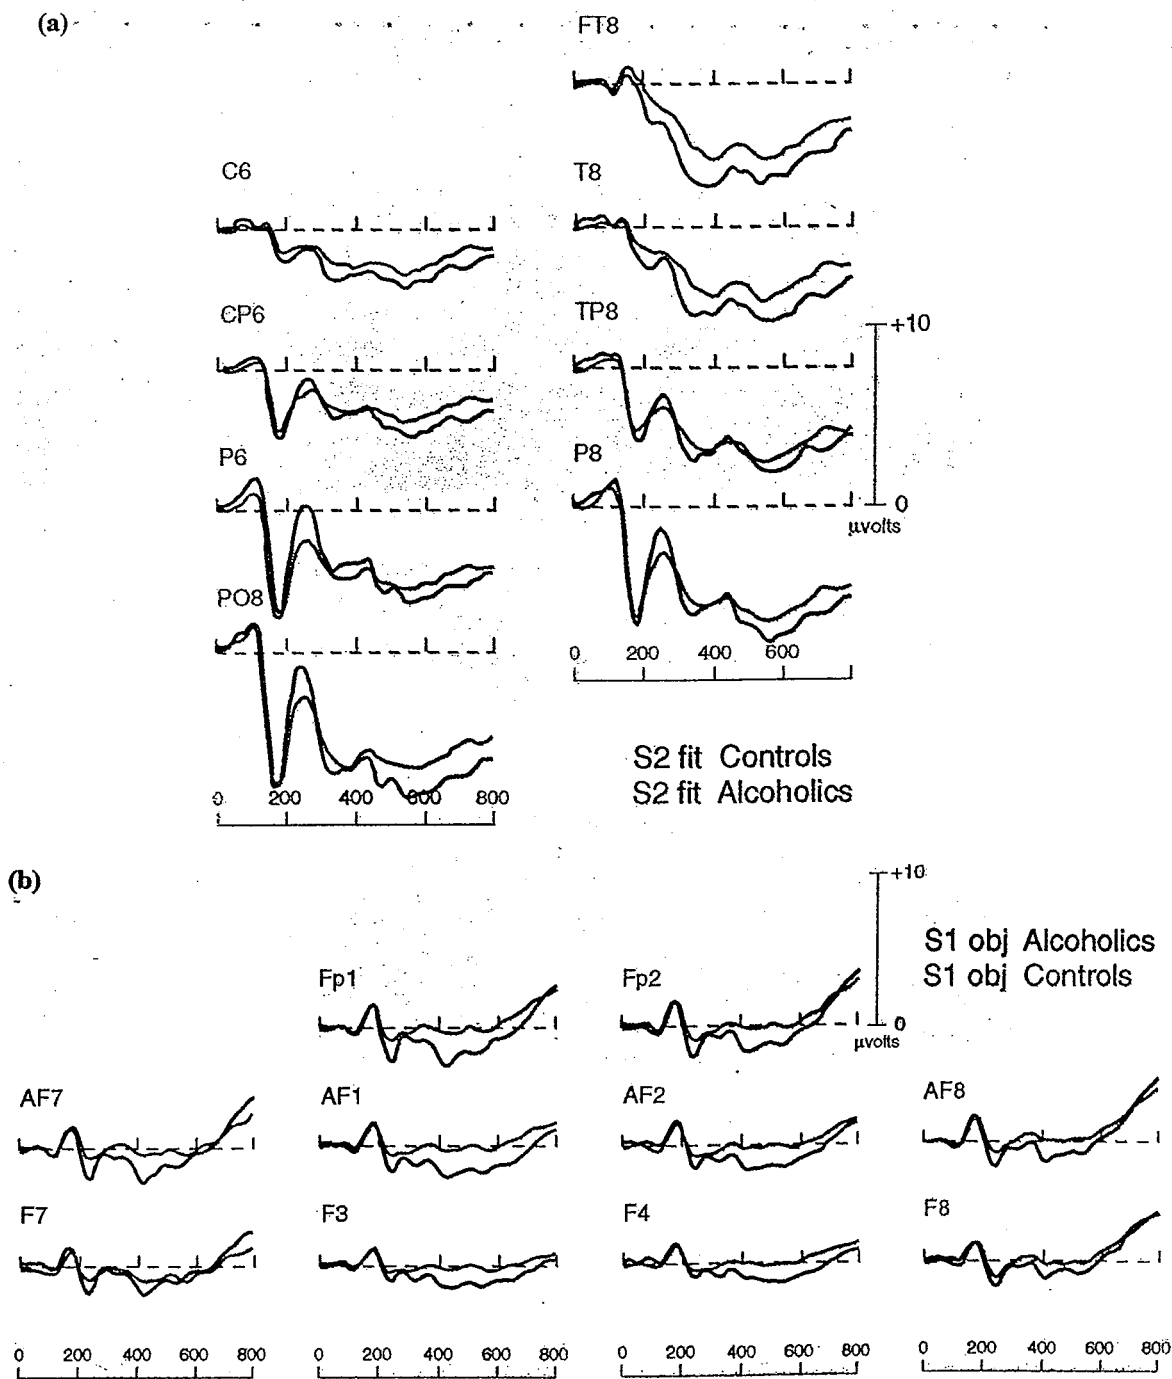 (a)
FT8
C6
T8
CP6
TP8
+10
P6
P8
0
μvolts
PO8
0 200 400 600
S2 fit Controls
S2 fit Alcoholics
0 200 400 600 800
(b)
+10
S1 obj Alcoholics
S1 obj Controls
Fp1
Fp2
0
μvolts
AF7
AF1
AF2
AF8
F7
F3
F4
F8
0 200 400 600 800
0 200 400 600 800
0 200 400 600 800
0 200 400 600 800